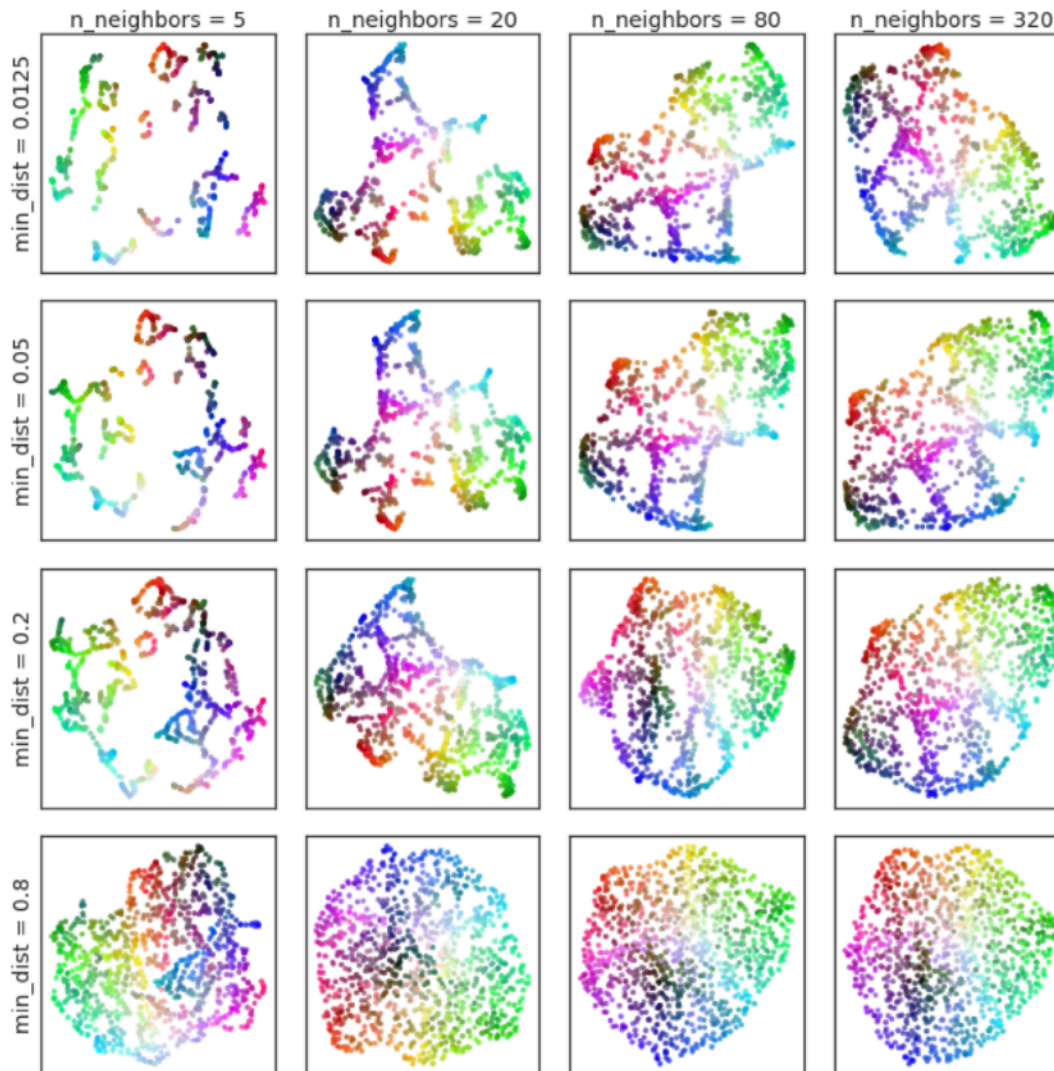 n_neighbors = 5
n_neighbors = 20
n_neighbors = 80
n_neighbors = 320
min_dist = 0.0125
min_dist = 0.05
min_dist = 0.2
min_dist = 0.8